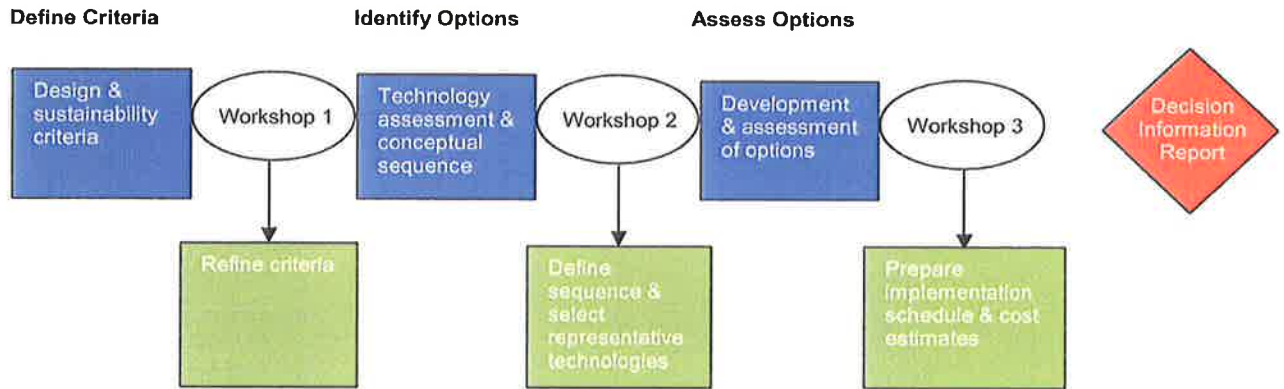 Define Criteria
Identify Options
Assess Options
Design &
sustainability
criteria
Workshop 1
Technology
assessment &
conceptual
sequence
Workshop 2
Development
& assessment
of options
Workshop 3
Decision
Information
Report
Refine criteria
Define
sequence &
select
representative
technologies
Prepare
implementation
schedule & cost
estimates